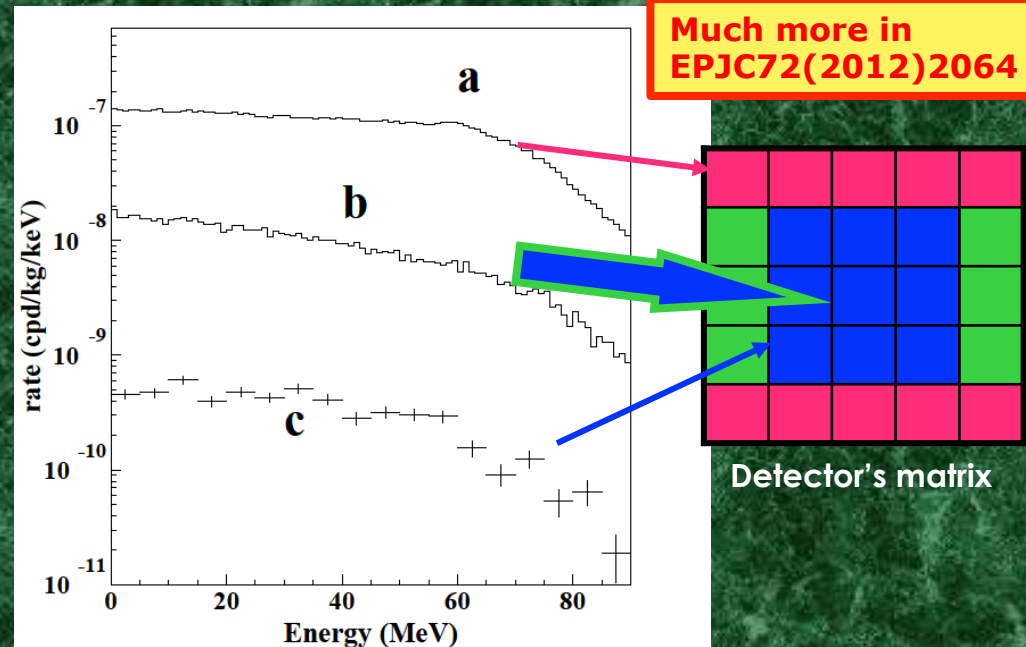 Much more in
EPJC72(2012)2064
a
b
c
rate (cpd/kg/keV)
10 -7
10 -8
10 -9
10 -10
10 -11
0 20 40 60 80
Energy (MeV)
Detector's matrix